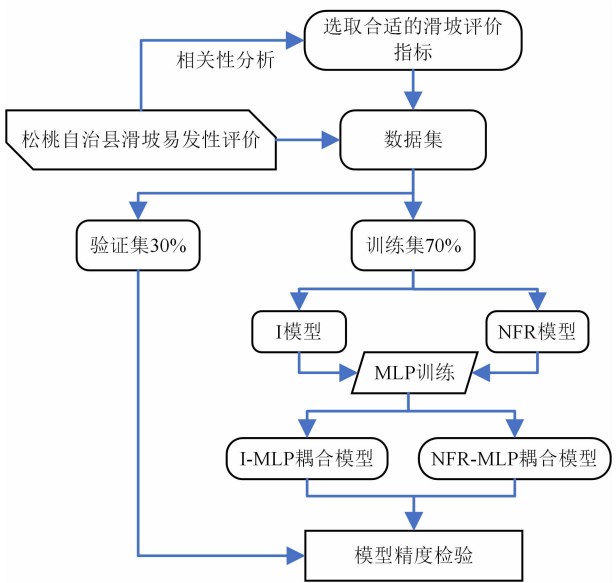 选取合适的滑坡评价
指标
相关性分析
松桃自治县滑坡易发性评价
数据集
验证集30%
训练集70%
I模型
NFR模型
MLP训练
I-MLP耦合模型
NFR-MLP耦合模型
模型精度检验